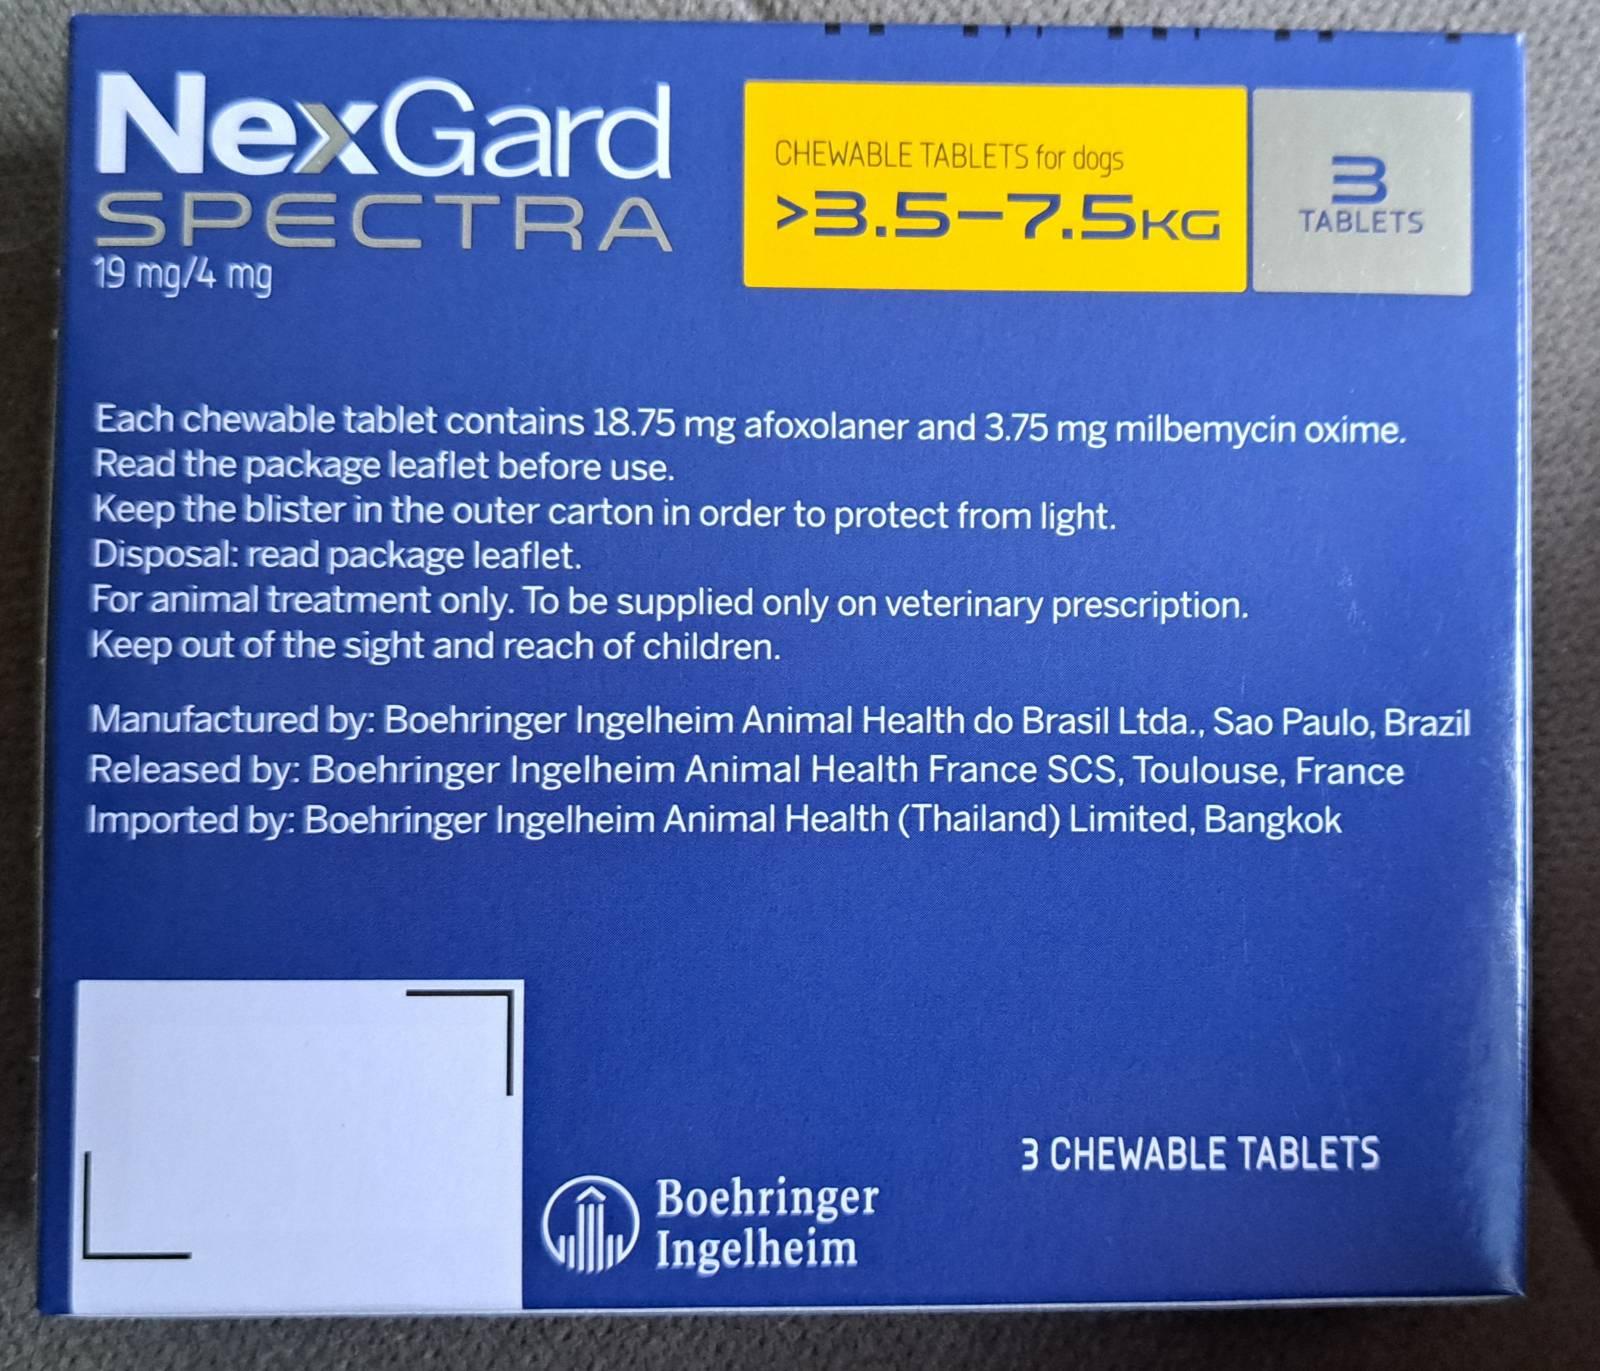 NexGard
SPECTRA
19 mg/4 mg
CHEWABLE TABLETS for dogs
>3.5–7.5KG
3
TABLETS
Each chewable tablet contains 18.75 mg afoxolaner and 3.75 mg milbemycin oxime.
Read the package leaflet before use.
Keep the blister in the outer carton in order to protect from light.
Disposal: read package leaflet.
For animal treatment only. To be supplied only on veterinary prescription.
Keep out of the sight and reach of children.
Manufactured by: Boehringer Ingelheim Animal Health do Brasil Ltda., Sao Paulo, Brazil
Released by: Boehringer Ingelheim Animal Health France SCS, Toulouse, France
Imported by: Boehringer Ingelheim Animal Health (Thailand) Limited, Bangkok
3 CHEWABLE TABLETS
Boehringer
Ingelheim